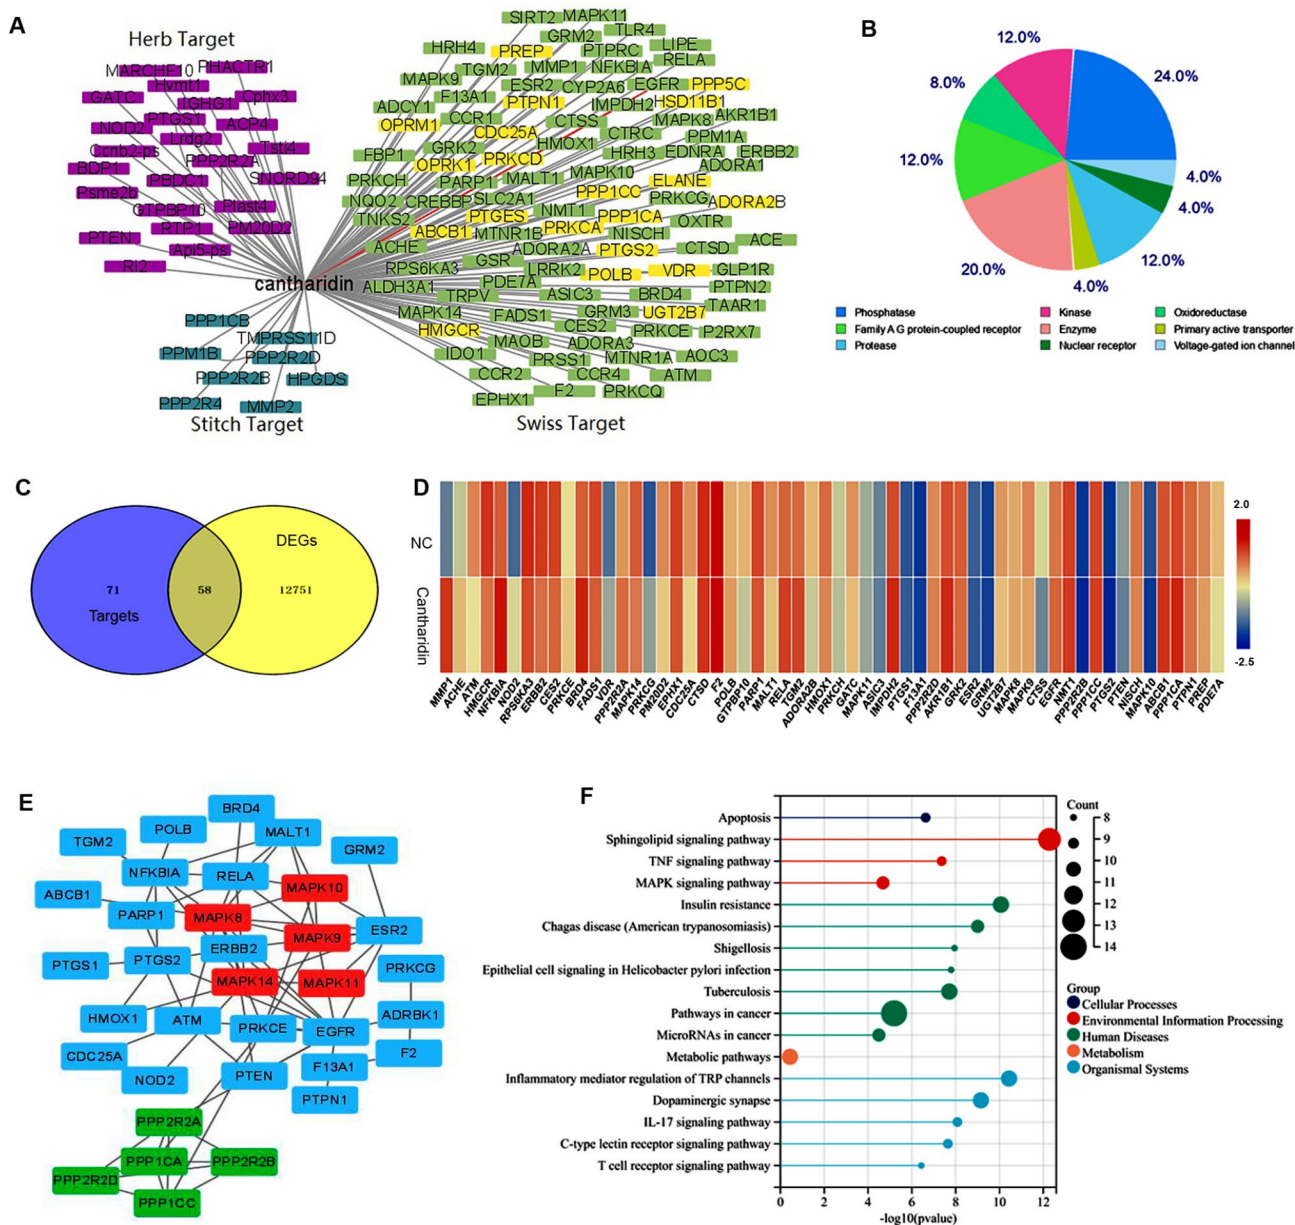 A
Herb Target
MARCHF10
PHACTR1
Hvmt1
GATC
IGHG1
Cphx3
PTGS1
NOD2
ACP4
Lrdg2
Ccnb2-ps
Tsti4
PPP2R2A
BDP1
PBDC1
SNORD94
Psme2b
GTPBP10
Plast4
RTP1
PM20D2
PTEN
Api5-ps
Ri2
cantharidin
PPP1CB
TMPRSS11D
PPM1B
PPP2R2D
PPP2R2B
HPGDS
PPP2R4
MMP2
Stitch Target
SIRT2
MAPK11
TLR4
GRM2
HRH4
PREP
PTPRC
LIPE
RELA
TGM2
MMP1
NFKBIA
MAPK9
ESR2
CYP2A6
EGFR
PPP5C
F13A1
PTPN1
IMPDH2
HSD11B1
ADCY1
CCR1
CTSS
MAPK8
AKR1B1
OPRM1
CDC25A
CTRC
PPM1A
GRK2
HMOX1
FBP1
OPRK1
PRKCD
HRH3
EDNRA
ERBB2
ADORA1
PRKCH
PARP1
MALT1
MAPK10
ELANE
NQO2
CREBBP
SLC2A1
PPP1CC
PRKCG
ADORA2B
TNKS2
PTGES
NMT1
PPP1CA
OXTR
ABCB1
MTNR1B
PRKCA
NISCH
ACHE
ADORA2A
PTGS2
CTSD
ACE
GSR
RPS6KA3
LRRK2
POLB
VDR
GLP1R
ALDH3A1
PDE7A
PTPN2
TRPV
ASIC3
BRD4
TAAR1
MAPK14
FADS1
GRM3
UGT2B7
HMGCR
CES2
PRKCE
P2RX7
MAOB
ADORA3
IDO1
PRSS1
MTNR1A
AOC3
CCR2
CCR4
ATM
F2
PRKCQ
EPHX1
Swiss Target
B
12.0%
24.0%
8.0%
12.0%
4.0%
4.0%
20.0%
12.0%
4.0%
Phosphatase
Kinase
Oxidoreductase
Family A G protein-coupled receptor
Enzyme
Primary active transporter
Protease
Nuclear receptor
Voltage-gated ion channel
C
DEGs
71
58
12751
Targets
D
NC
Cantharidin
2.0
-2.5
MMP1
ACHE
ATM
HMGCR
NFKBIA
NOD2
RPS6KA3
ERBB2
CES2
PRKCE
BRD4
FADS1
VDR
PPP2R2A
MAPK14
PRKCG
PM20D2
EPHX1
CDC25A
CTSD
F2
POLB
GTPBP10
PARP1
MALT1
RELA
TGM2
ADORA2B
HMOX1
PRKCH
GATC
MAPK11
ASIC3
IMPDH2
PTGS1
F13A1
PPP2R2D
AKR1B1
GRK2
ESR2
GRM2
UGT2B7
MAPK8
MAPK9
CTSS
EGFR
NMT1
PPP2R2B
PPP1CC
PTGS2
PTEN
NISCH
MAPK10
ABCB1
PPP1CA
PTPN1
PREP
PDE7A
E
BRD4
POLB
MALT1
TGM2
GRM2
NFKBIA
RELA
MAPK10
ABCB1
PARP1
MAPK8
ESR2
MAPK9
ERBB2
PTGS1
PTGS2
PRKCG
MAPK14
MAPK11
HMOX1
ATM
PRKCE
EGFR
ADRBK1
CDC25A
F2
NOD2
PTEN
F13A1
PTPN1
PPP2R2A
PPP1CA
PPP2R2B
PPP2R2D
PPP1CC
F
Apoptosis
Sphingolipid signaling pathway
TNF signaling pathway
MAPK signaling pathway
Insulin resistance
Chagas disease (American trypanosomiasis)
Shigellosis
Epithelial cell signaling in Helicobacter pylori infection
Tuberculosis
Pathways in cancer
MicroRNAs in cancer
Metabolic pathways
Inflammatory mediator regulation of TRP channels
Dopaminergic synapse
IL-17 signaling pathway
C-type lectin receptor signaling pathway
T cell receptor signaling pathway
0 2 4 6 8 10 12
-log10(pvalue)
Count
8
9
10
11
12
13
14
Group
Cellular Processes
Environmental Information Processing
Human Diseases
Metabolism
Organismal Systems